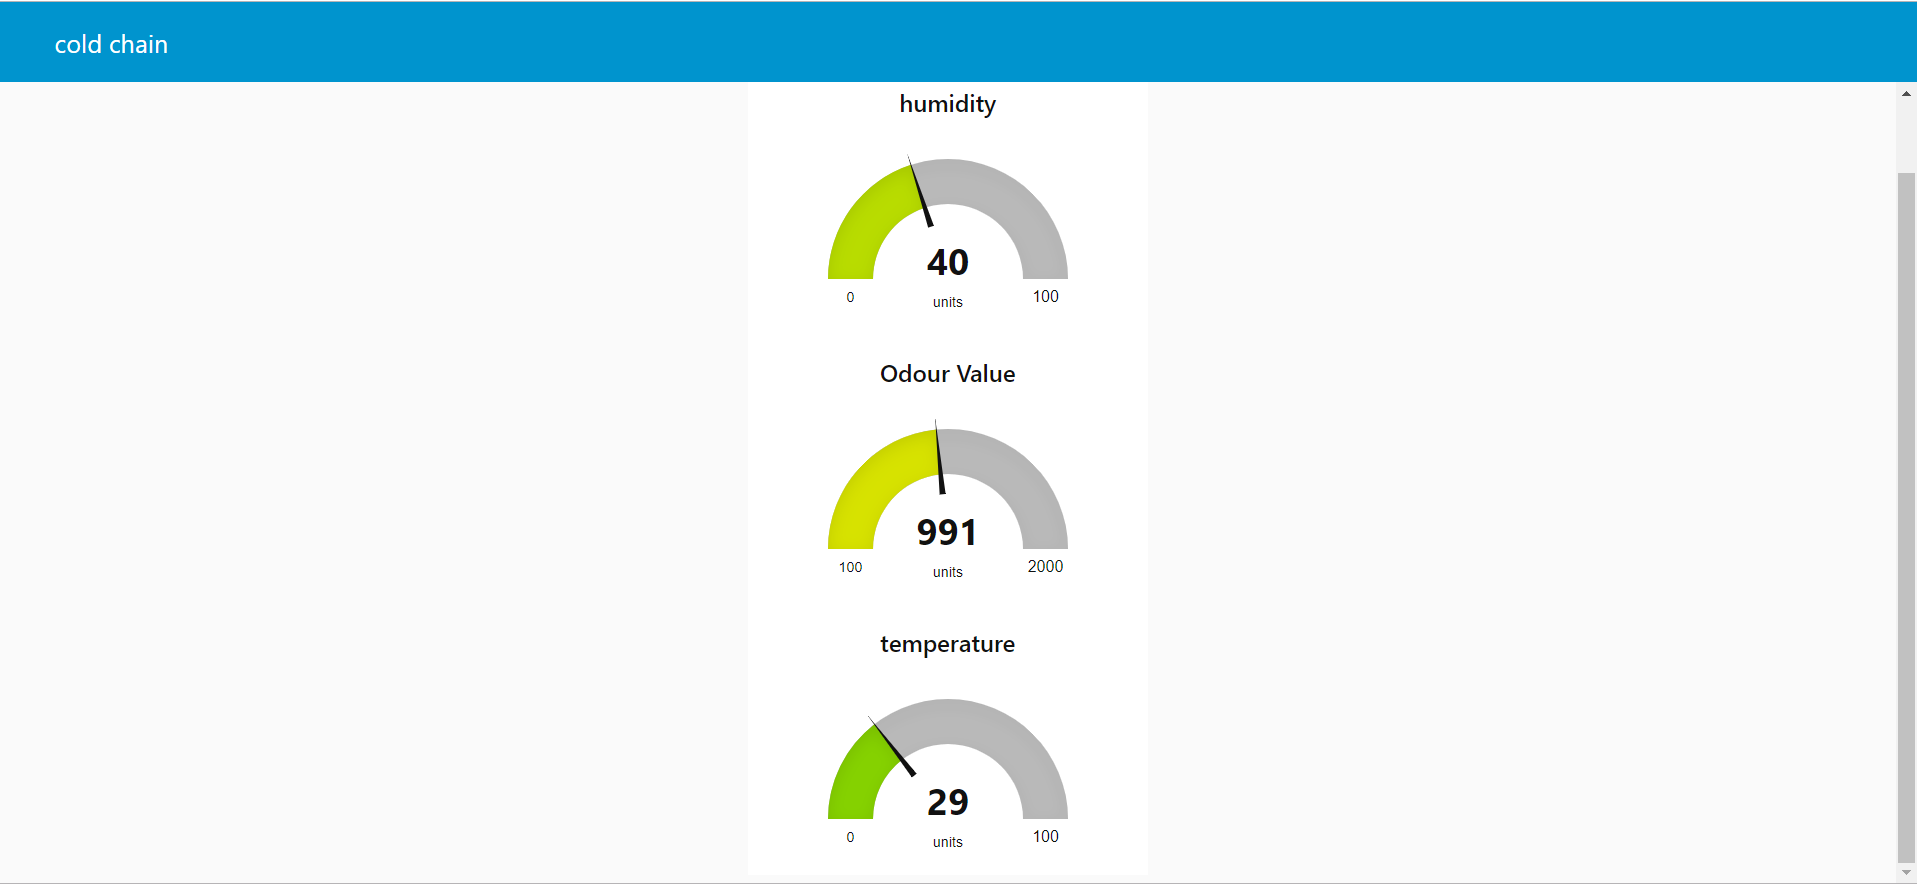 cold chain
humidity
40
0 units 100
Odour Value
991
100 units 2000
temperature
29
0 units 100